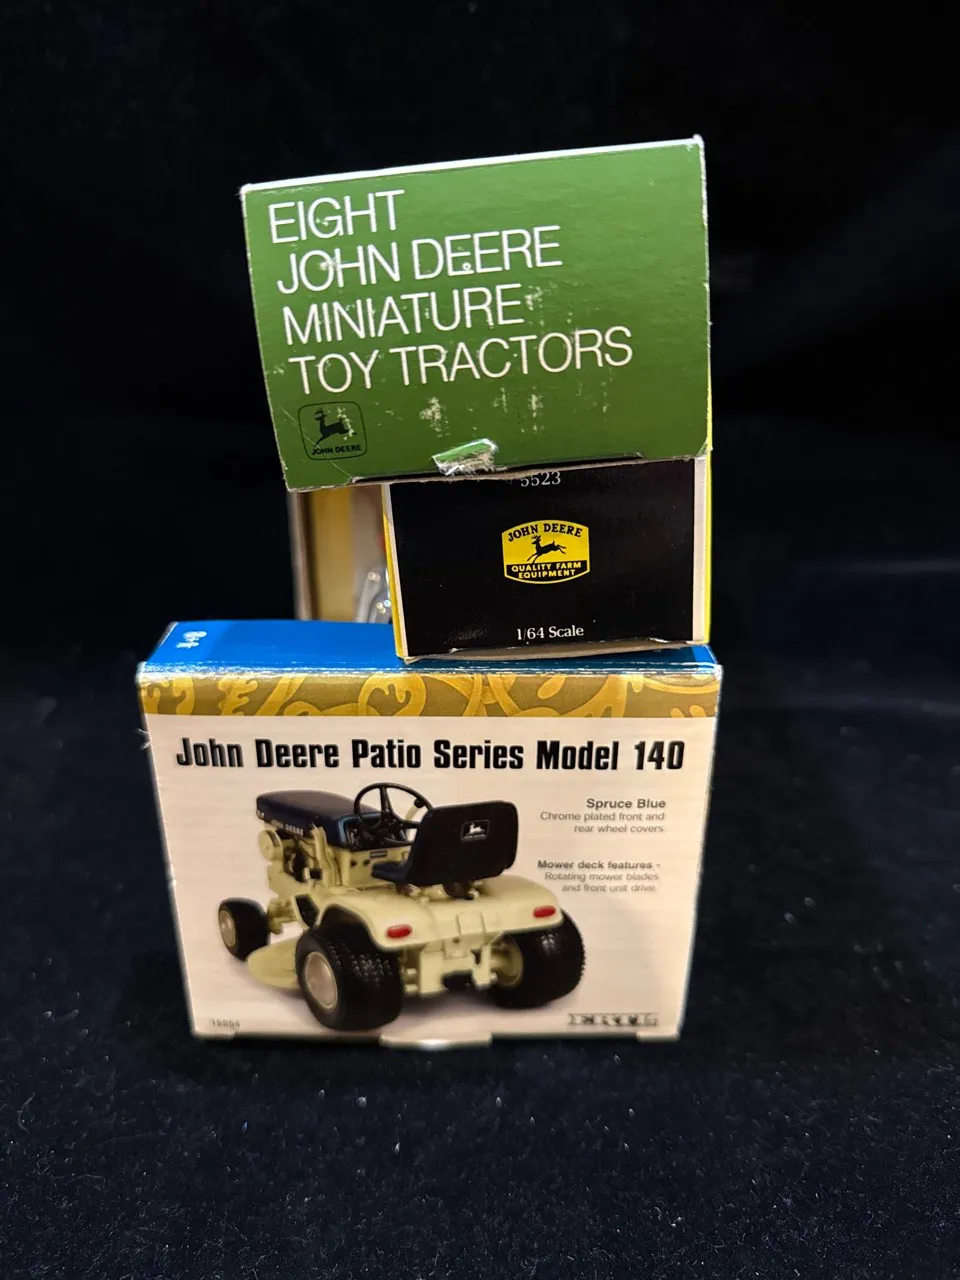 EIGHT
JOHN DEERE
MINIATURE
TOY TRACTORS
JOHN DEERE
5523
JOHN DEERE
QUALITY FARM
EQUIPMENT
1/64 Scale
8+
John Deere Patio Series Model 140
Spruce Blue
Chrome plated front and
rear wheel covers.
Mower deck features -
Rotating mower blades
and front unit drive.
DEERE
ERTL